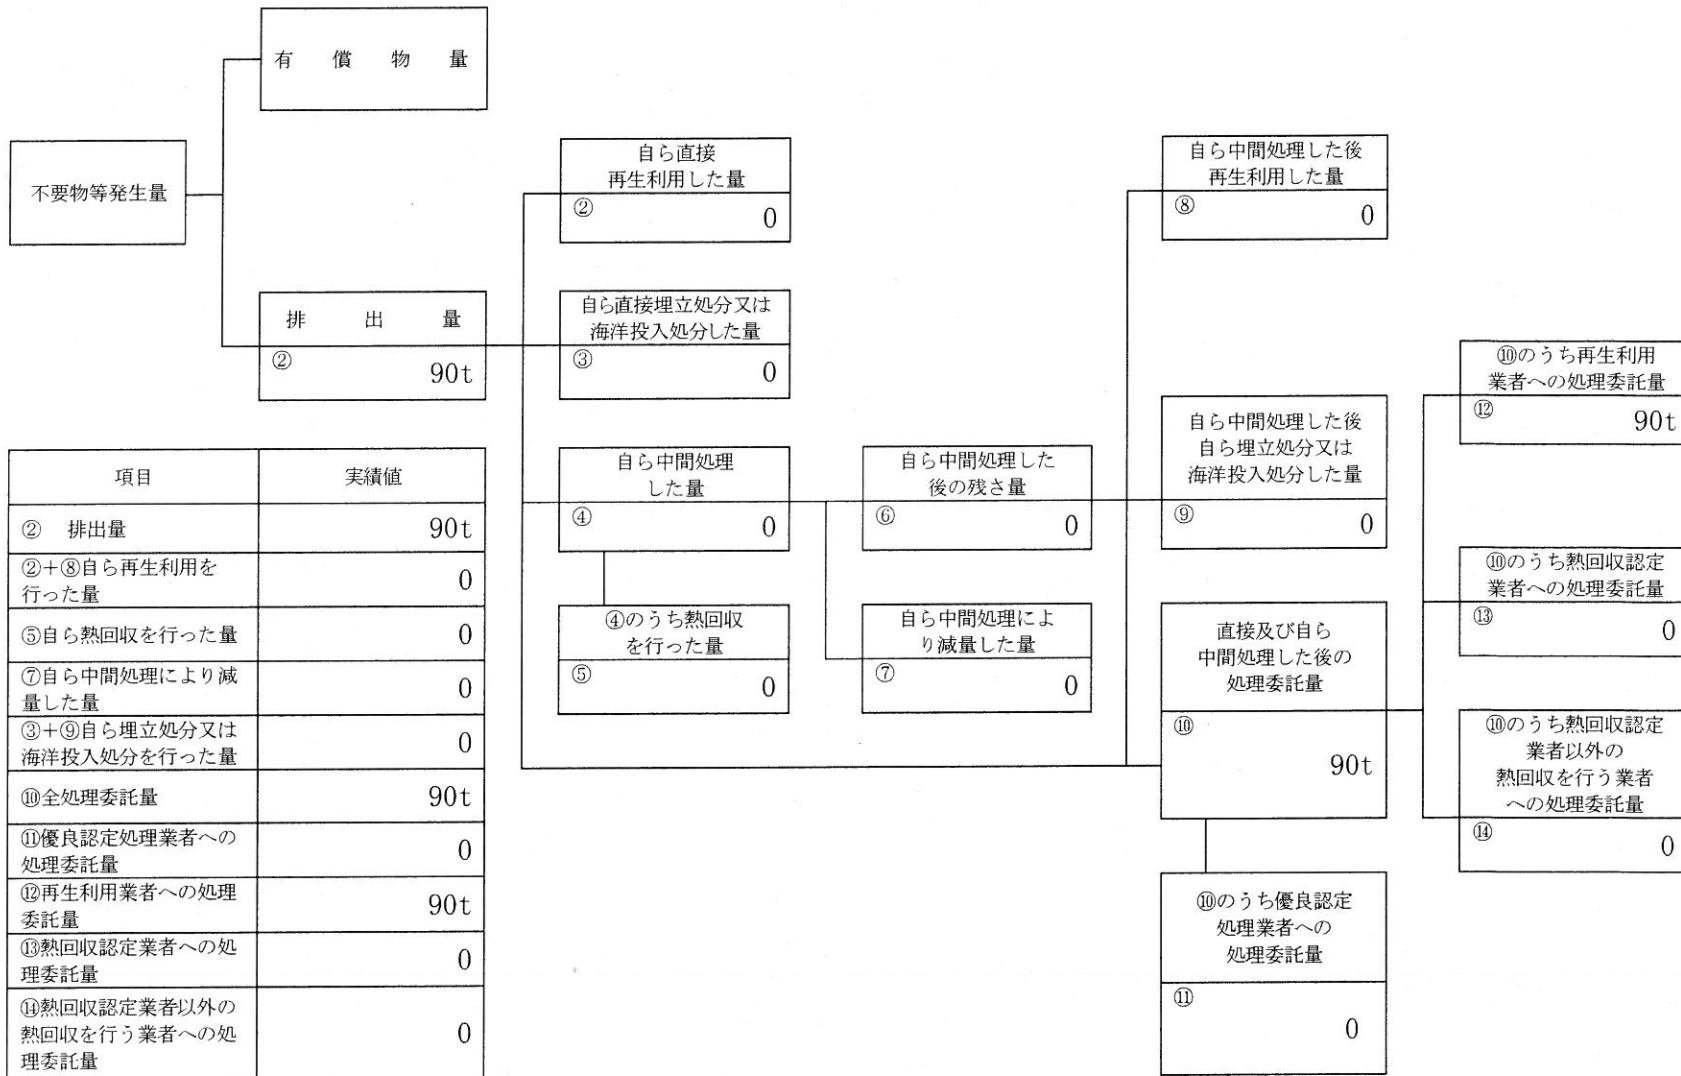 有償物量
不要物等発生量
排出量
② 90t
自ら直接
再生利用した量
② 0
自ら直接埋立処分又は
海洋投入処分した量
③ 0
自ら中間処理
した量
④ 0
④のうち熱回収
を行った量
⑤ 0
自ら中間処理した
後の残さ量
⑥ 0
自ら中間処理によ
り減量した量
⑦ 0
自ら中間処理した後
再生利用した量
⑧ 0
自ら中間処理した後
自ら埋立処分又は
海洋投入処分した量
⑨ 0
直接及び自ら
中間処理した後の
処理委託量
⑩
90t
⑩のうち優良認定
処理業者への
処理委託量
⑪
0
⑩のうち再生利用
業者への処理委託量
⑫ 90t
⑩のうち熱回収認定
業者への処理委託量
⑬ 0
⑩のうち熱回収認定
業者以外の
熱回収を行う業者
への処理委託量
⑭ 0
項目 実績値
② 排出量 90t
②+⑧自ら再生利用を
行った量 0
⑤自ら熱回収を行った量 0
⑦自ら中間処理により減
量した量 0
③+⑨自ら埋立処分又は
海洋投入処分を行った量 0
⑩全処理委託量 90t
⑪優良認定処理業者への
処理委託量 0
⑫再生利用業者への処理
委託量 90t
⑬熱回収認定業者への処
理委託量 0
⑭熱回収認定業者以外の
熱回収を行う業者への処
理委託量 0